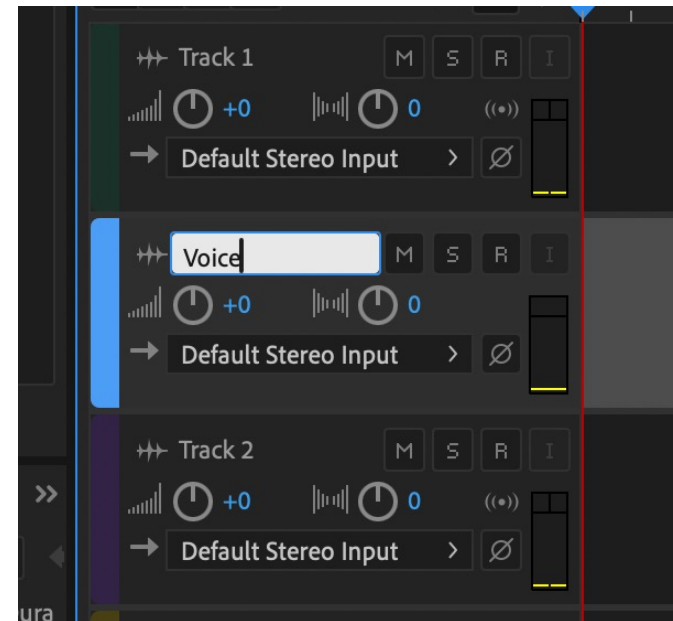 Track 1 M S R I
+0 0
Default Stereo Input
Voice M S R I
+0 0
Default Stereo Input
Track 2 M S R I
+0 0
Default Stereo Input
ura